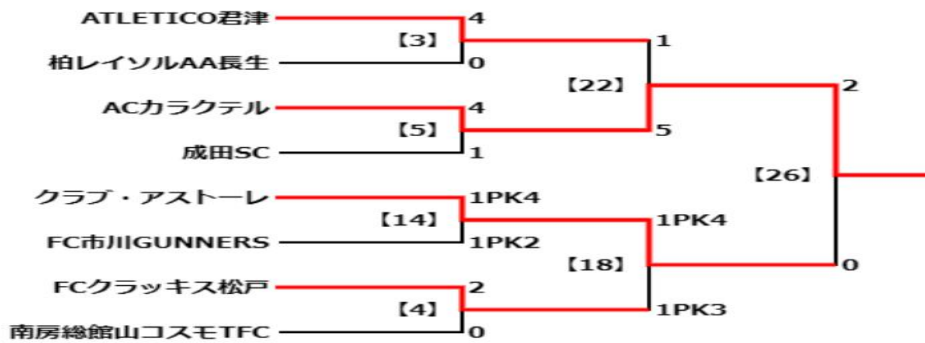 ATLETICO君津 4
【3】 1
柏レイソルAA長生 0
【22】 2
ACカラクテル 4
【5】 5
成田SC 1
【26】
クラブ・アストーレ 1PK4
【14】 1PK4
FC市川GUNNERS 1PK2
【18】 0
FCクラッキス松戸 2
【4】 1PK3
南房総館山コスモTFC 0